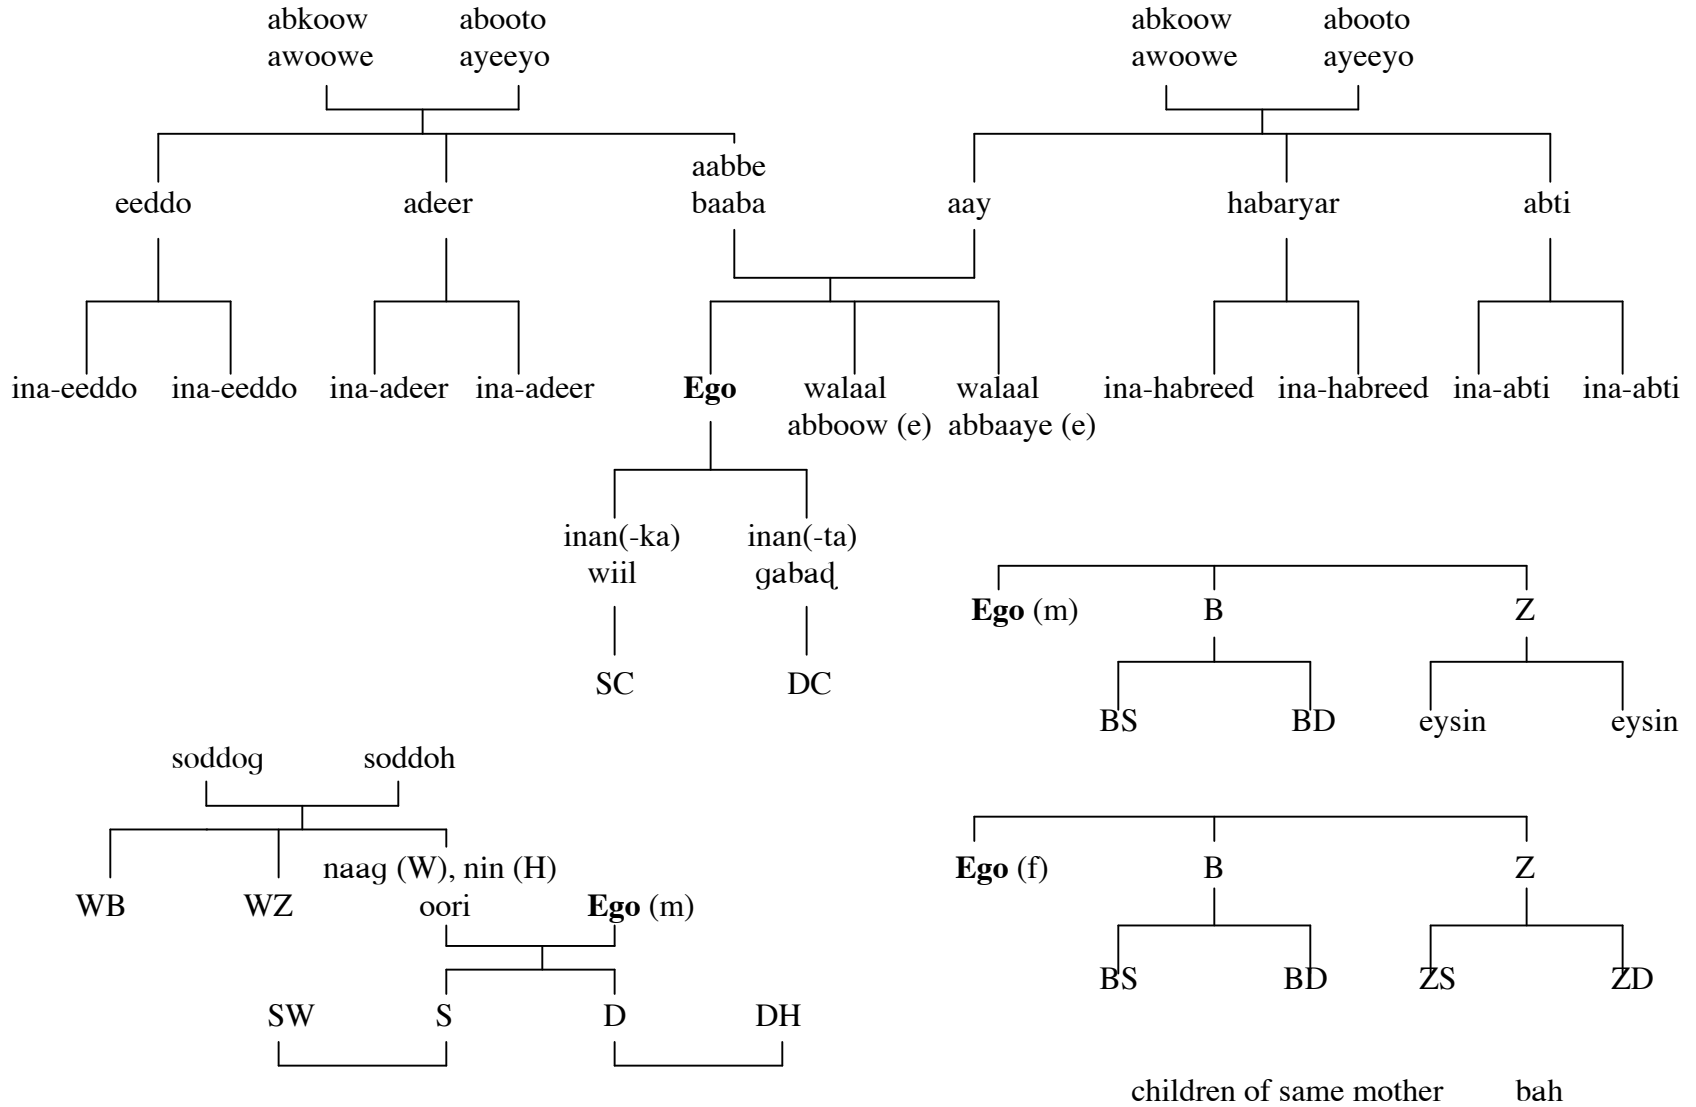 abkoow abooto abkoow abooto
awoowe ayeeyo awoowe ayeeyo
aabbe
eeddo adeer baaba aay habaryar abti
ina-eeddo ina-eeddo ina-adeer ina-adeer Ego walaal walaal ina-habreed ina-habreed ina-abti ina-abti
abboow (e) abbaaye (e)
inan(-ka) inan(-ta)
wiil ɡabaɖ
Ego (m) B Z
SC DC
BS BD eysin eysin
soddoɡ soddoh
naaɡ (W), nin (H)
Ego (f) B Z
WB WZ oori Ego (m)
BS BD ZS ZD
SW S D DH
children of same mother bah